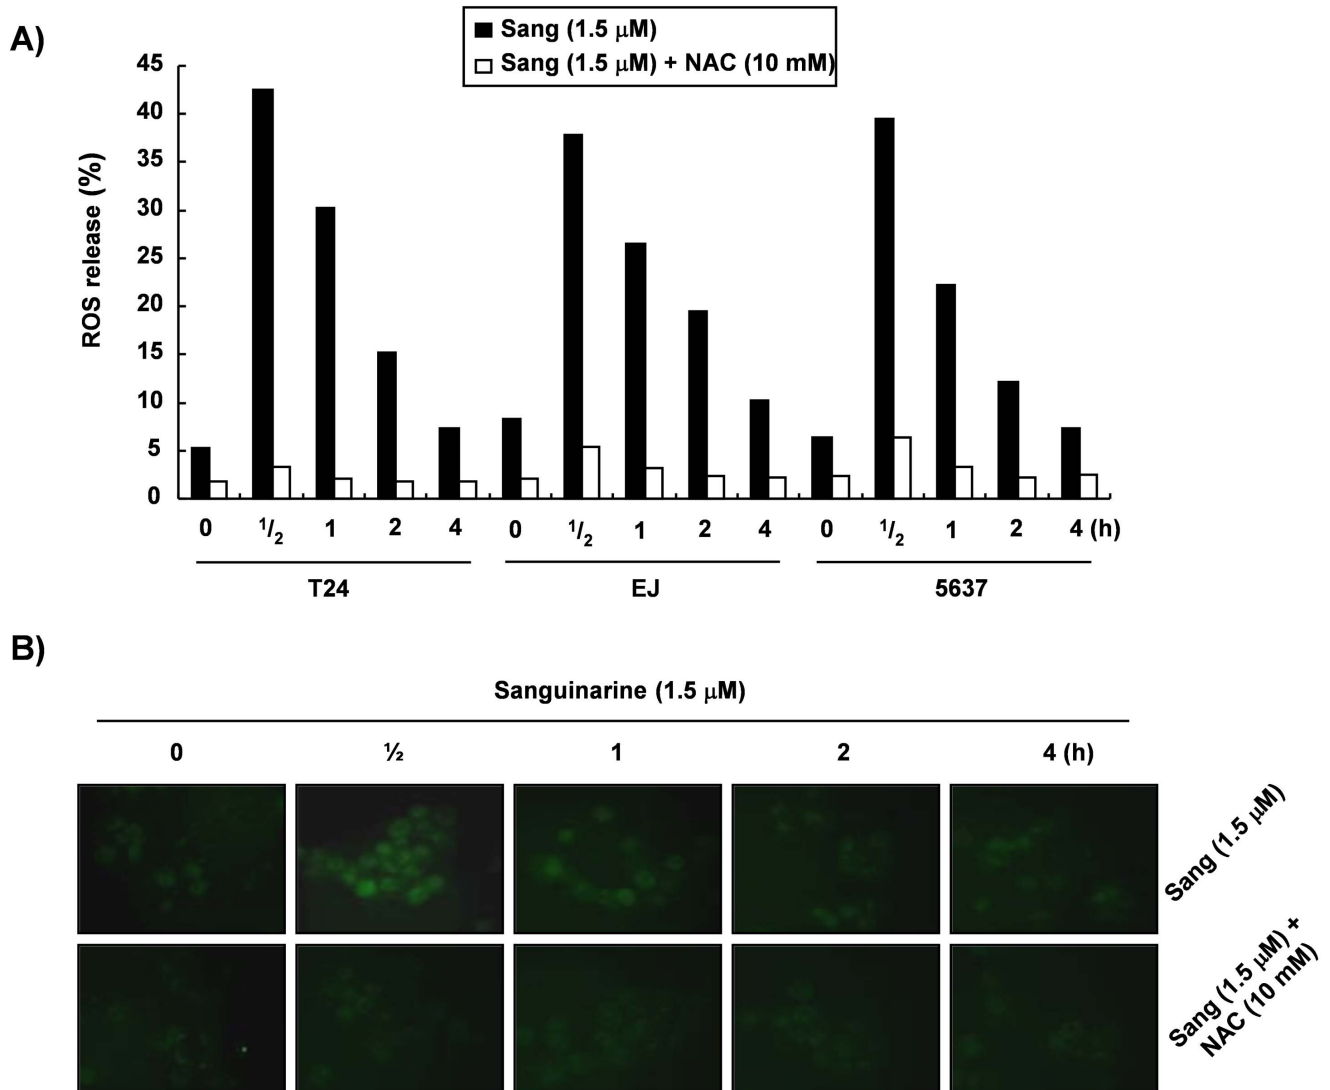 A)
Sang (1.5 μM)
Sang (1.5 μM) + NAC (10 mM)
ROS release (%)
45
40
35
30
25
20
15
10
5
0
0 1/2 1 2 4 0 1/2 1 2 4 0 1/2 1 2 4 (h)
T24 EJ 5637
B)
Sanguinarine (1.5 μM)
0 ½ 1 2 4 (h)
Sang (1.5 μM)
Sang (1.5 μM) +
NAC (10 mM)